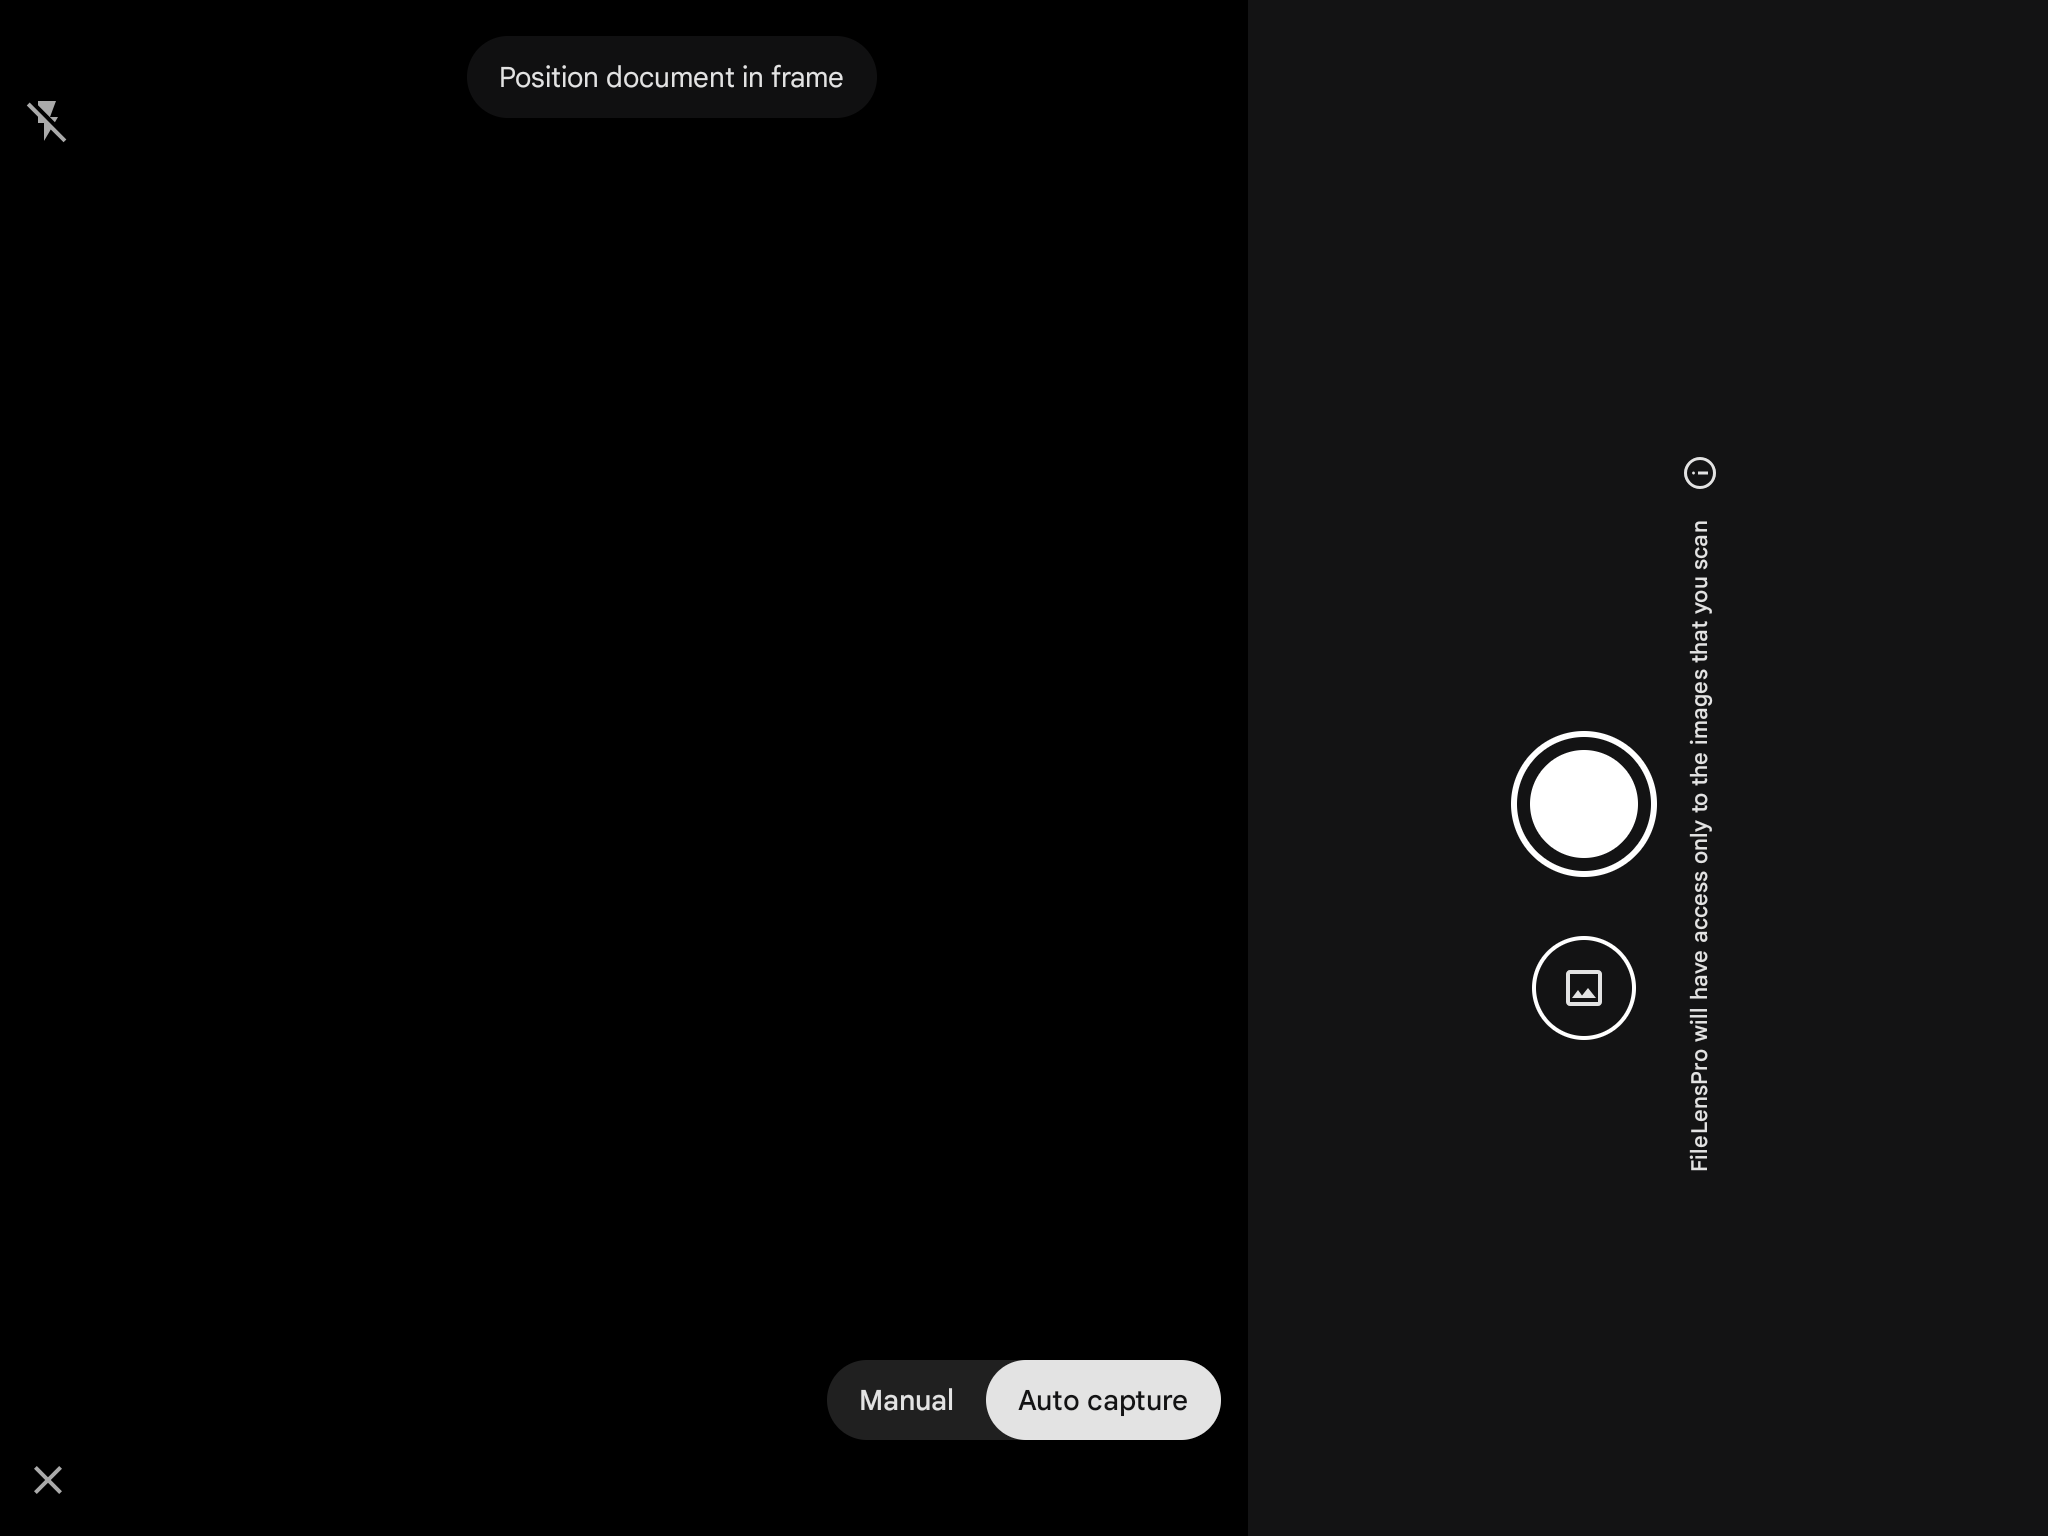 Position document in frame
FileLensPro will have access only to the images that you scan
Manual
Auto capture